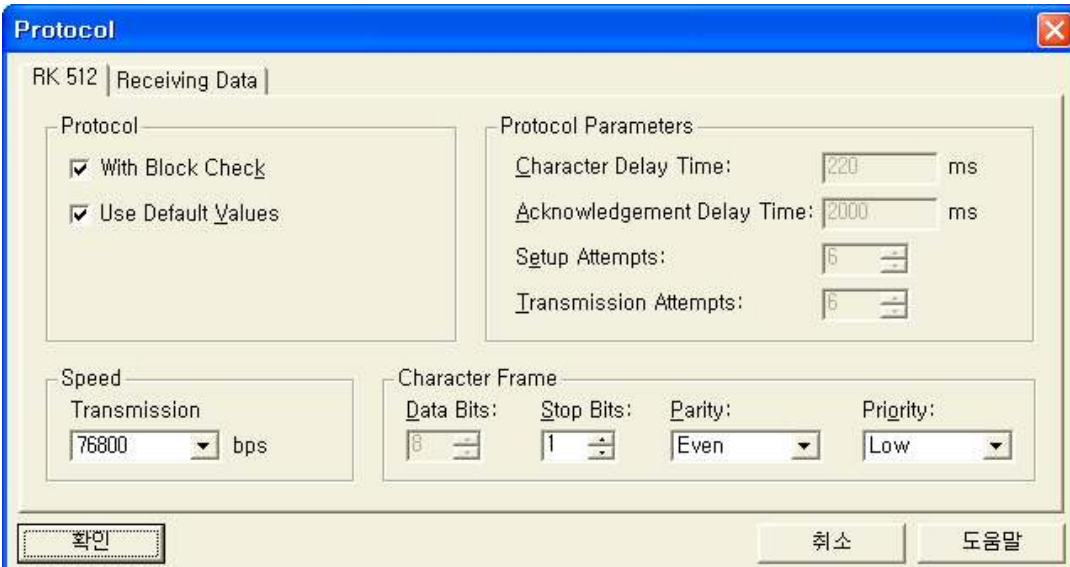 Protocol
RK 512
Receiving Data
Protocol
With Block Check
Use Default Values
Protocol Parameters
Character Delay Time: 220 ms
Acknowledgement Delay Time: 2000 ms
Setup Attempts: 6
Transmission Attempts: 6
Speed
Transmission
76800 bps
Character Frame
Data Bits: Stop Bits: Parity: Priority:
8 1 Even Low
확인 취소 도움말